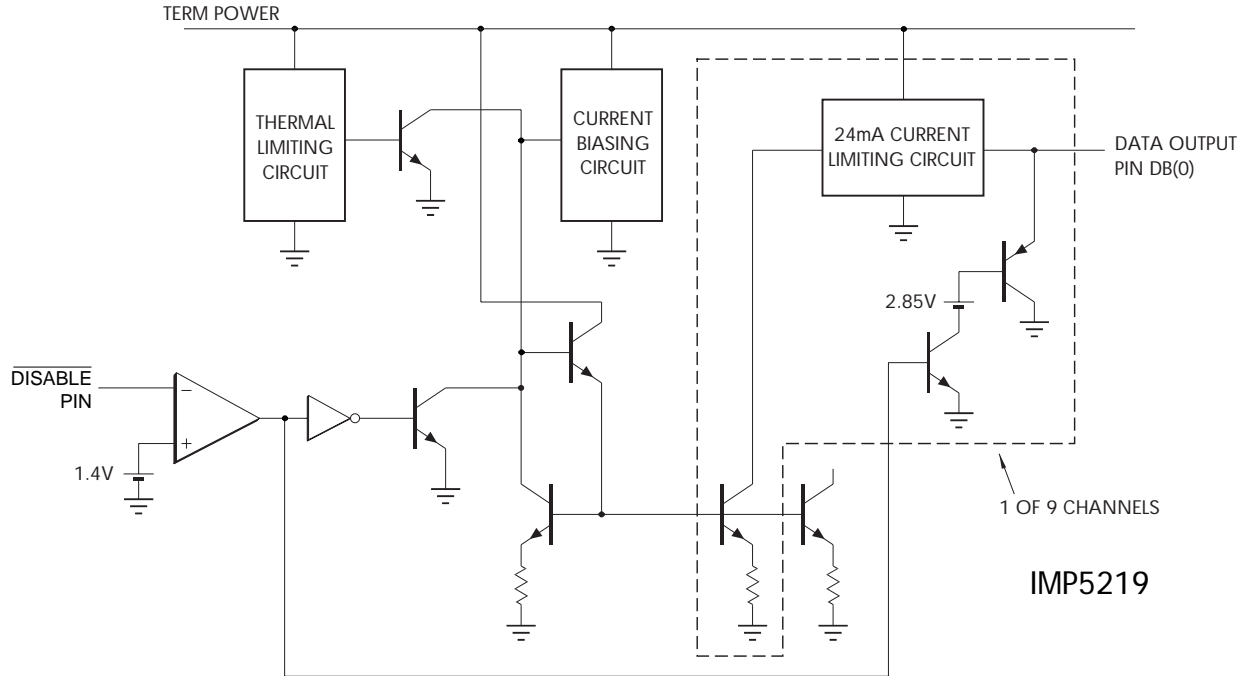 TERM POWER
THERMAL
LIMITING
CIRCUIT
CURRENT
BIASING
CIRCUIT
24mA CURRENT
LIMITING CIRCUIT
DATA OUTPUT
PIN DB(0)
2.85V
DISABLE
PIN
−
+
1.4V
1 OF 9 CHANNELS
IMP5219